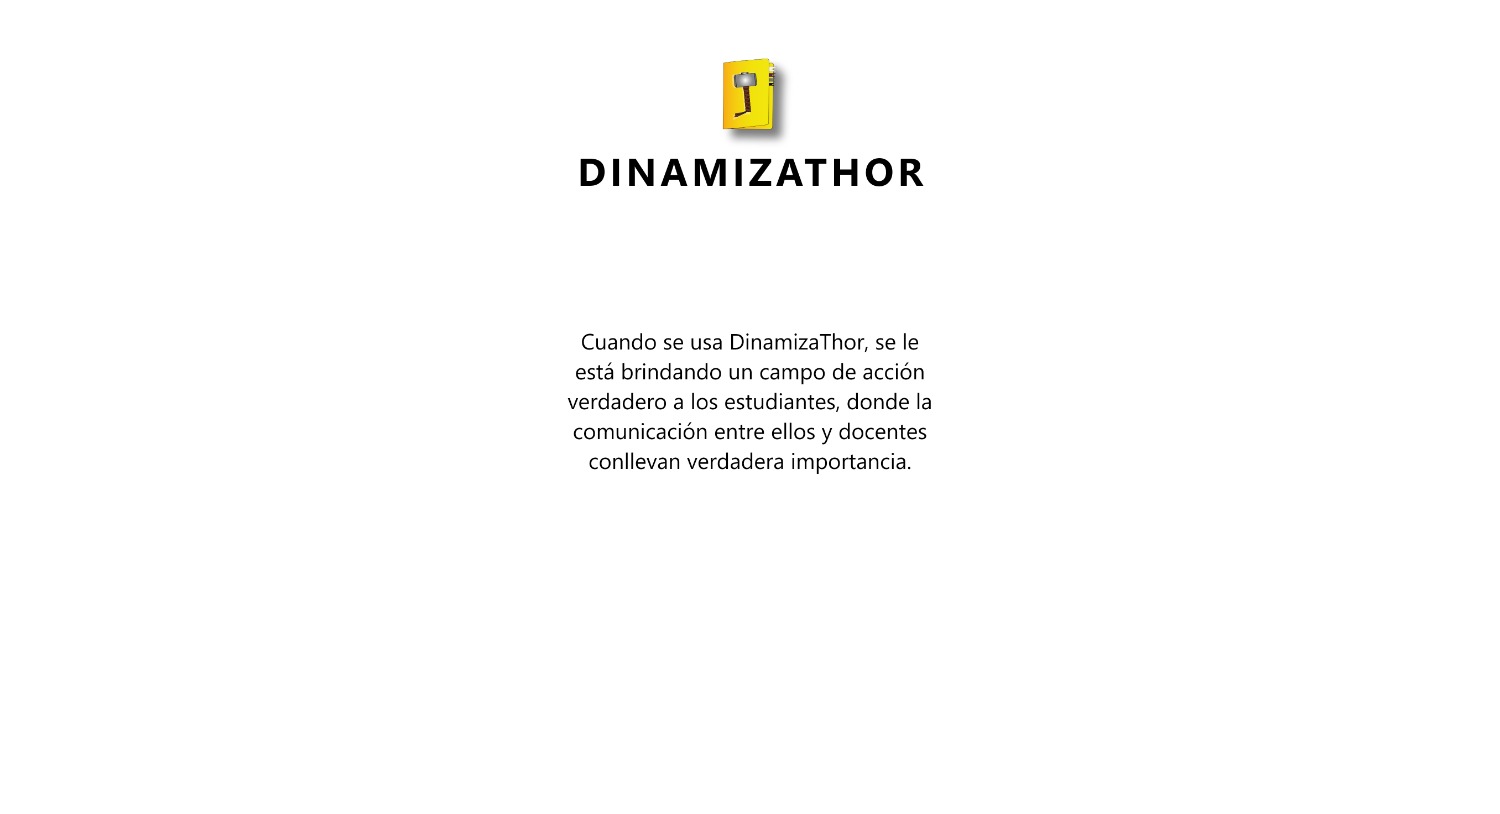 DINAMIZATHOR
Cuando se usa DinamizaThor, se le
está brindando un campo de acción
verdadero a los estudiantes, donde la
comunicación entre ellos y docentes
conllevan verdadera importancia.